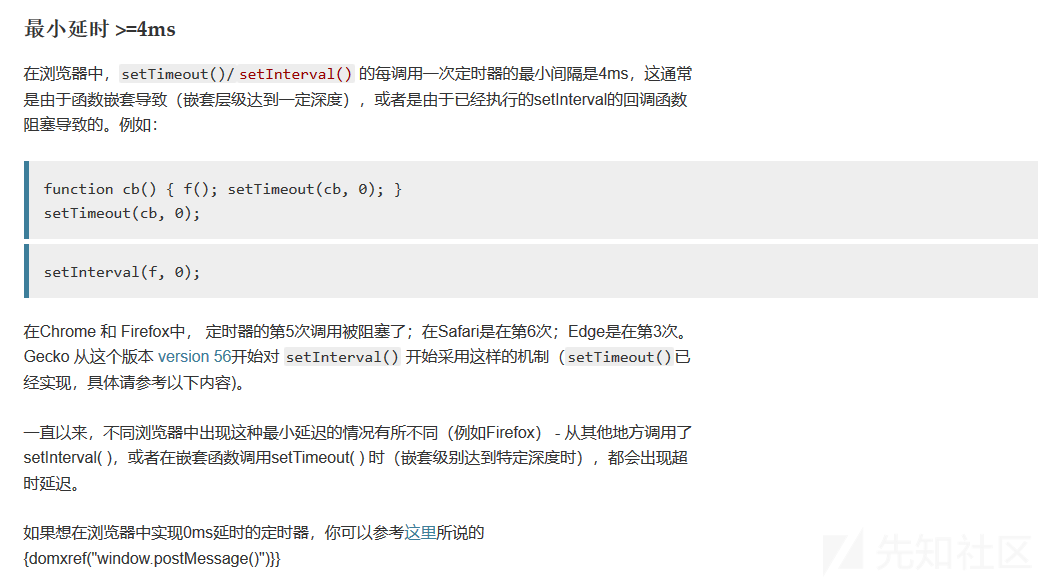 最小延时 >=4ms
在浏览器中，setTimeout()/setInterval() 的每调用一次定时器的最小间隔是4ms，这通常
是由于函数嵌套导致（嵌套层级达到一定深度），或者是由于已经执行的setInterval的回调函数
阻塞导致的。例如：
function cb() { f(); setTimeout(cb, 0); }
setTimeout(cb, 0);
setInterval(f, 0);
在Chrome 和 Firefox中， 定时器的第5次调用被阻塞了；在Safari是在第6次；Edge是在第3次。
Gecko 从这个版本 version 56开始对 setInterval() 开始采用这样的机制（setTimeout()已
经实现，具体请参考以下内容)。
一直以来，不同浏览器中出现这种最小延迟的情况有所不同（例如Firefox） - 从其他地方调用了
setInterval( )，或者在嵌套函数调用setTimeout( ) 时（嵌套级别达到特定深度时），都会出现超
时延迟。
如果想在浏览器中实现0ms延时的定时器，你可以参考这里所说的
{domxref("window.postMessage()")}}
先知社区